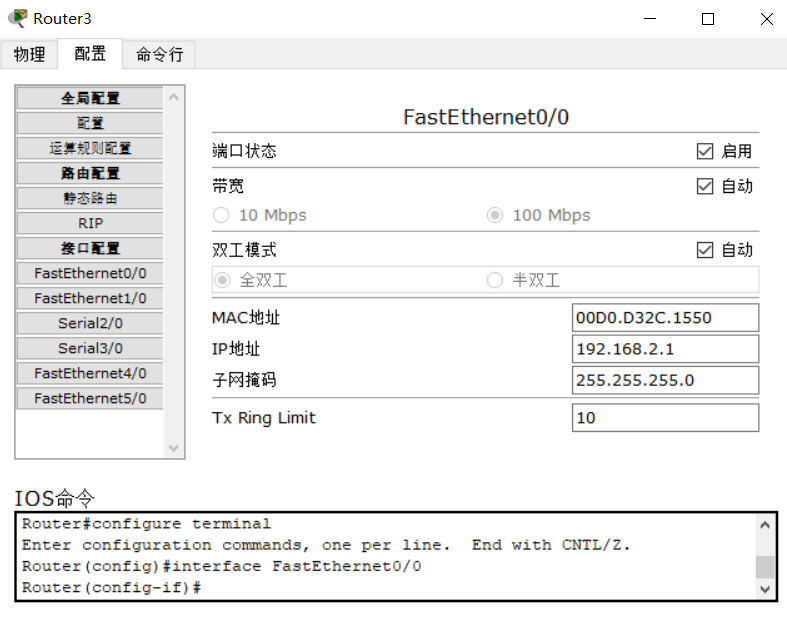 Router3
物理 配置 命令行
全局配置
配置
运算规则配置
路由配置
静态路由
RIP
接口配置
FastEthernet0/0
FastEthernet1/0
Serial2/0
Serial3/0
FastEthernet4/0
FastEthernet5/0
FastEthernet0/0
端口状态 启用
带宽 自动
10 Mbps 100 Mbps
双工模式 自动
全双工 半双工
MAC地址 00D0.D32C.1550
IP地址 192.168.2.1
子网掩码 255.255.255.0
Tx Ring Limit 10
IOS命令
Router#configure terminal
Enter configuration commands, one per line.  End with CNTL/Z.
Router(config)#interface FastEthernet0/0
Router(config-if)#